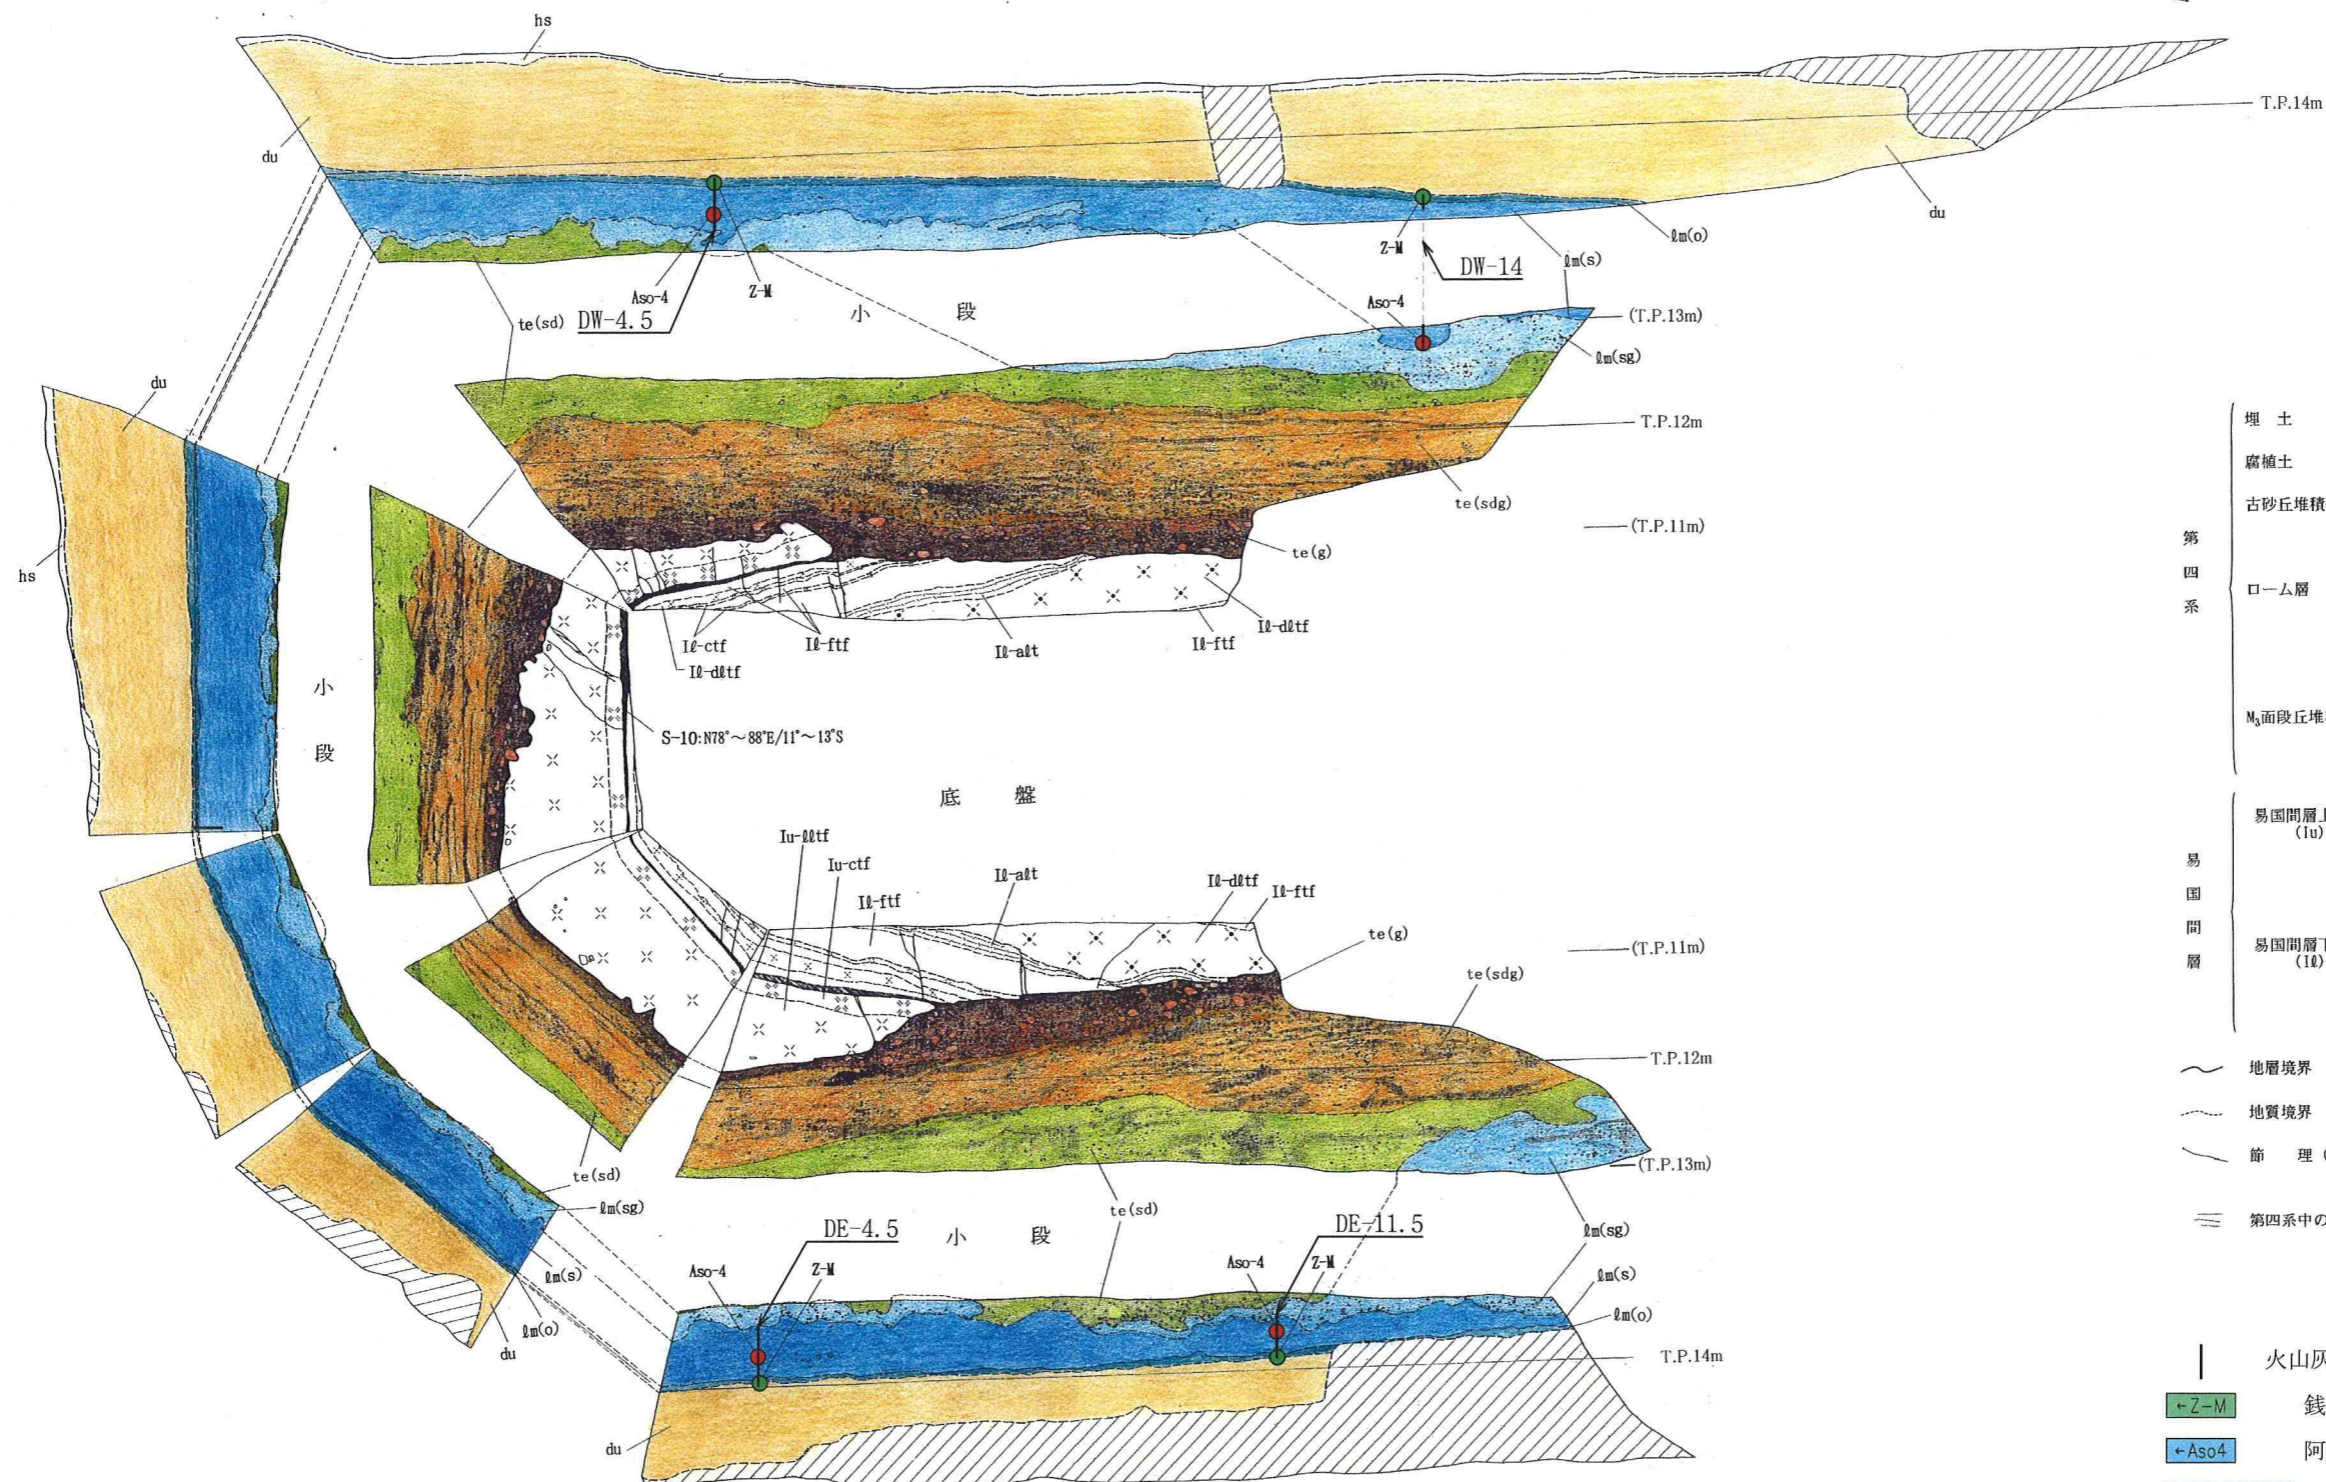 hs
T.P.14m
du
du
lm(o)
Z-M
DW-14
lm(s)
Aso-4
Z-M
te(sd)
DW-4.5
小 段
Aso-4
(T.P.13m)
lm(sg)
du
T.P.12m
te(sdg)
(T.P.11m)
te(g)
hs
Il-ctf
Il-ftf
Il-alt
Il-ftf
Il-dltf
Il-dltf
小
段
S-10:N78°～88°E/11°～13°S
底 盤
Iu-lltf
Iu-ctf
Il-ftf
Il-alt
Il-dltf
Il-ftf
te(g)
(T.P.11m)
te(sdg)
T.P.12m
(T.P.13m)
te(sd)
lm(sg)
te(sd)
DE-4.5
小 段
DE-11.5
lm(sg)
Aso-4
Z-M
Aso-4
Z-M
lm(s)
lm(s)
lm(o)
lm(o)
du
T.P.14m
du
第
四
系
埋 土
腐植土
古砂丘堆積
ローム層
M₃面段丘堆
易
国
間
層
易国間層上
(Iu)
易国間層下
(Il)
地層境界
地質境界
節 理 (
第四系中の
火山灰
←Z-M 銭
←Aso4 阿